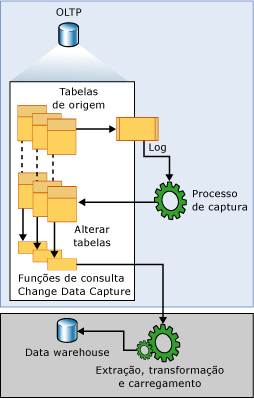 OLTP
Tabelas
de origem
Log
Processo
de captura
Alterar
tabelas
Funções de consulta
Change Data Capture
Data warehouse
Extração, transformação
e carregamento